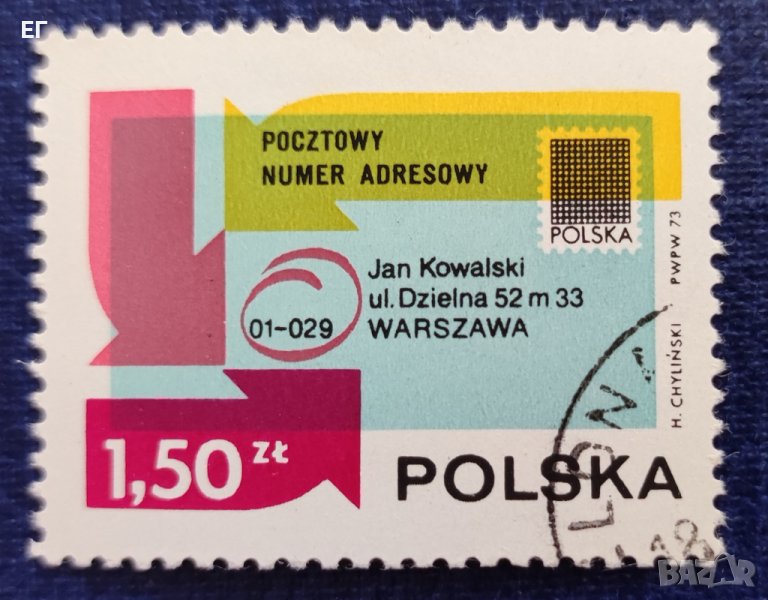 ЕГ
POCZTOWY
NUMER ADRESOWY
POLSKA
Jan Kowalski
ul. Dzielna 52 m 33
01-029 WARSZAWA
H. CHYLIŃSKI PWPW 73
1,50 zł
POLSKA
BAZAR